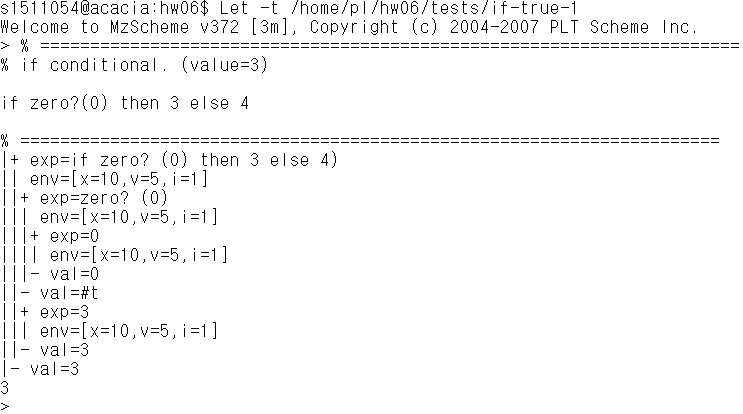 s1511054@acacia:hw06$ Let -t /home/pl/hw06/tests/if-true-1
Welcome to MzScheme v372 [3m], Copyright (c) 2004-2007 PLT Scheme Inc.
> % ======================================================================
% if conditional. (value=3)
if zero?(0) then 3 else 4
% ======================================================================
|+ exp=if zero? (0) then 3 else 4)
|| env=[x=10,v=5,i=1]
||+ exp=zero? (0)
||| env=[x=10,v=5,i=1]
|||+ exp=0
|||| env=[x=10,v=5,i=1]
|||- val=0
||- val=#t
||+ exp=3
||| env=[x=10,v=5,i=1]
||- val=3
|- val=3
3
>